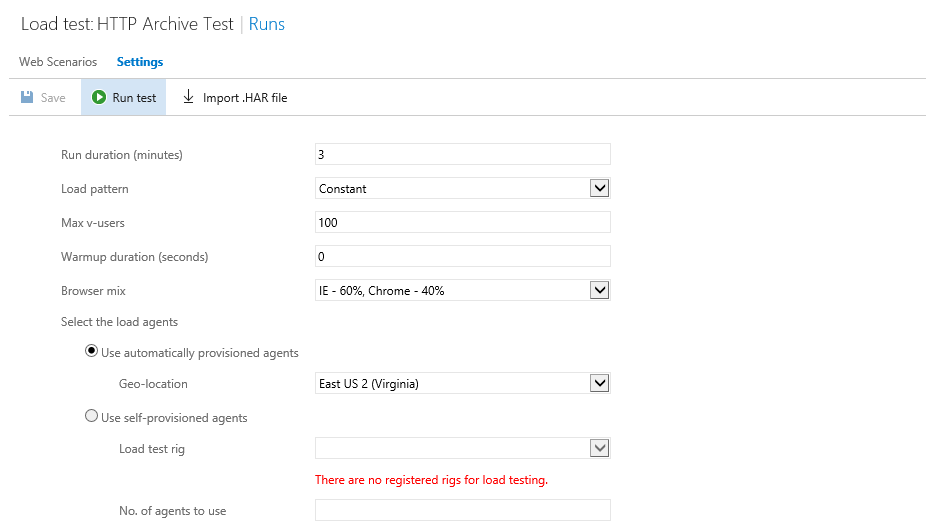 Load test: HTTP Archive Test | Runs
Web Scenarios Settings
Save Run test Import .HAR file
Run duration (minutes) 3
Load pattern Constant
Max v-users 100
Warmup duration (seconds) 0
Browser mix IE - 60%, Chrome - 40%
Select the load agents
Use automatically provisioned agents
Geo-location East US 2 (Virginia)
Use self-provisioned agents
Load test rig
There are no registered rigs for load testing.
No. of agents to use